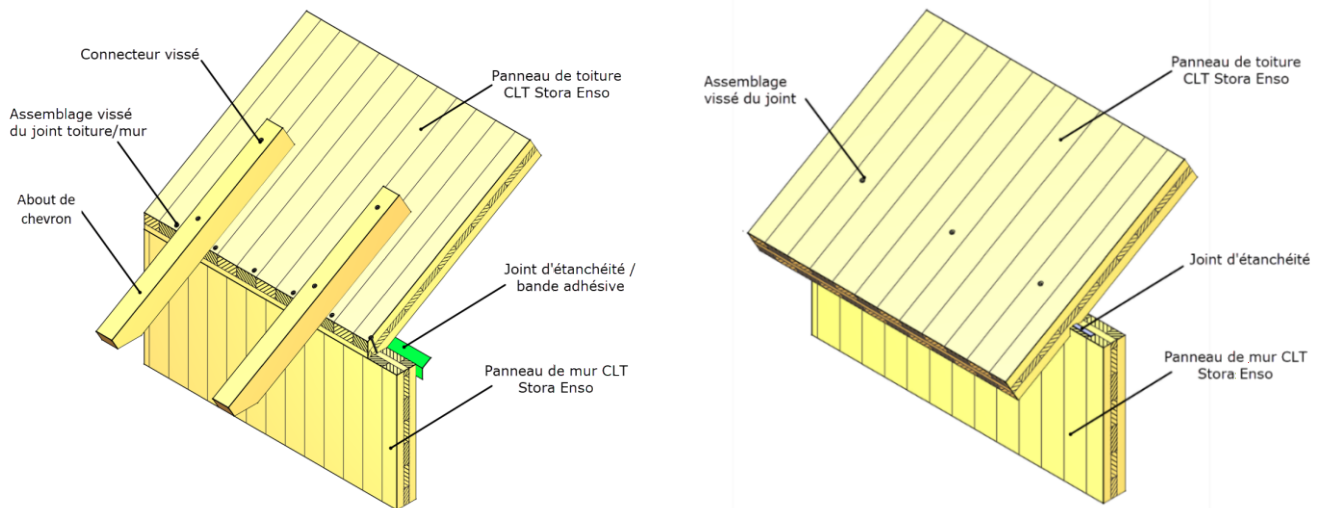 Connecteur vissé
Panneau de toiture
CLT Stora Enso
Assemblage vissé
du joint toiture/mur
About de
chevron
Joint d'étanchéité /
bande adhésive
Panneau de mur CLT
Stora Enso
Panneau de toiture
CLT Stora Enso
Assemblage
vissé du joint
Joint d'étanchéité
Panneau de mur CLT
Stora Enso